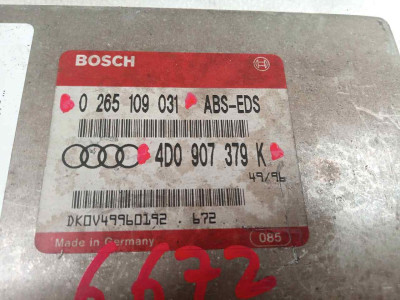 BOSCH
0 265 109 031 ABS-EDS
4D0 907 379 K
49/96
DKOV49960192 . 672
Made in Germany 085
6672